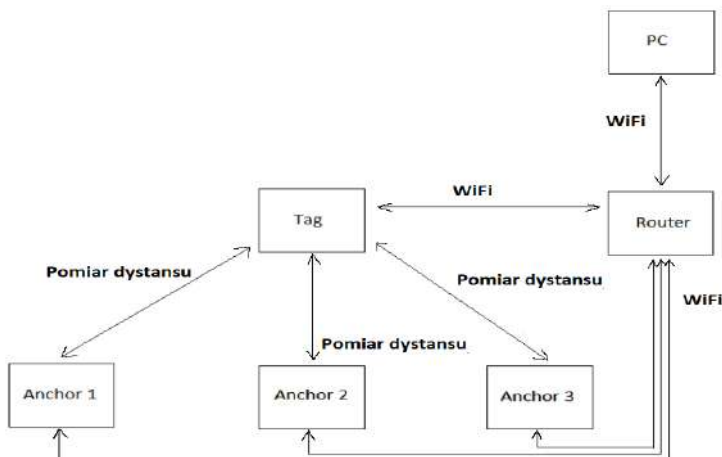 PC
WiFi
WiFi
Tag
Router
Pomiar dystansu
Pomiar dystansu
WiFi
Pomiar dystansu
Anchor 1
Anchor 2
Anchor 3